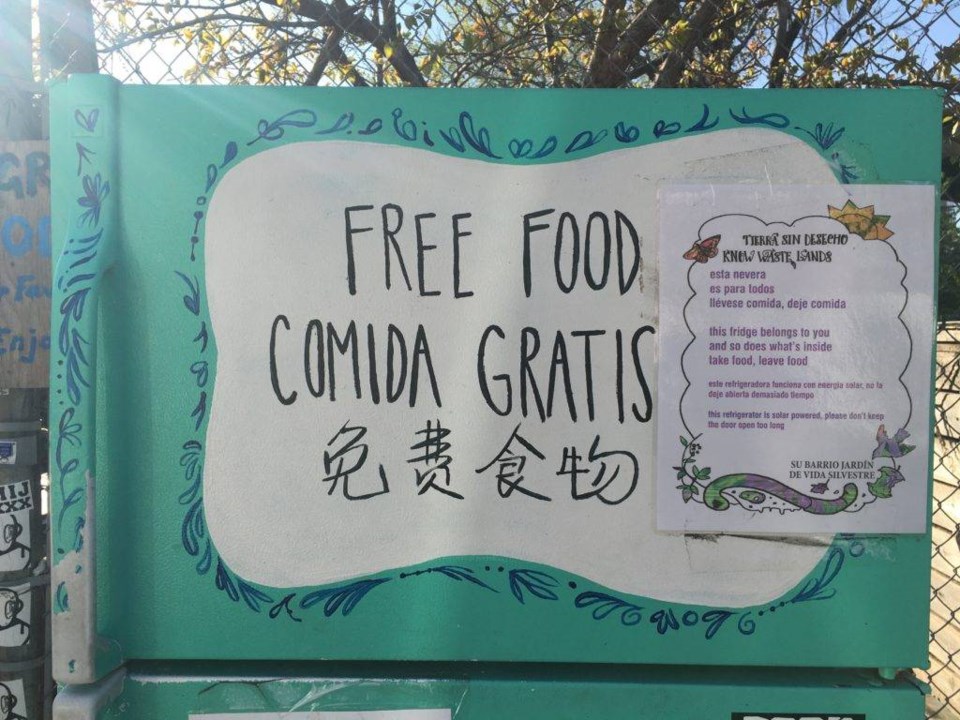 FREE FOOD
COMIDA GRATIS
免费食物
TIERRA SIN DESECHO
KNOW WASTE LANDS
esta nevera
es para todos
llévese comida, deje comida
this fridge belongs to you
and so does what's inside
take food, leave food
este refrigeradora funciona con energía solar, no la
deje abierta demasiado tiempo
this refrigerator is solar powered, please don't keep
the door open too long
SU BARRIO JARDÍN
DE VIDA SILVESTRE
GR
Enjo